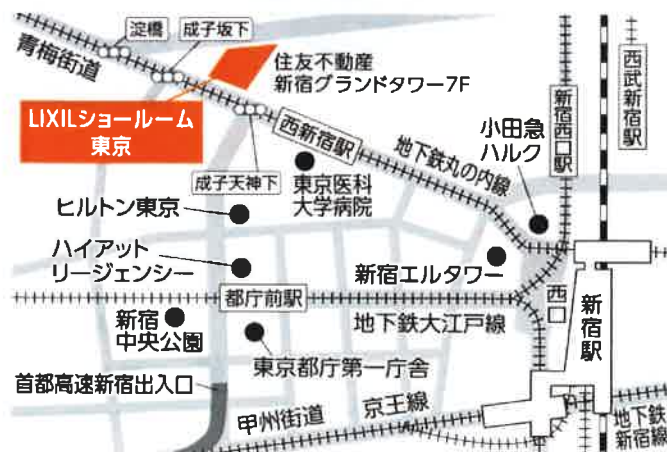 淀橋
成子坂下
青梅街道
住友不動産
新宿グランドタワー7F
LIXILショールーム
東京
西新宿駅
成子天神下
東京医科
大学病院
地下鉄丸の内線
小田急
ハルク
新宿西口駅
西武新宿駅
ヒルトン東京
ハイアット
リージェンシー
新宿エルタワー
都庁前駅
地下鉄大江戸線
西口
新宿駅
新宿
中央公園
東京都庁第一庁舎
首都高速新宿出入口
甲州街道
京王線
地下鉄
新宿線